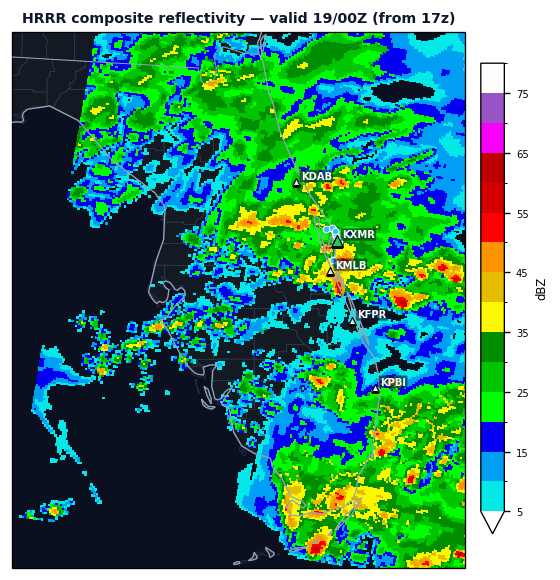 HRRR composite reflectivity — valid 19/00Z (from 17z)
KDAB
KXMR
KMLB
KFPR
KPBI
75
65
55
45
35
25
15
5
dBZ